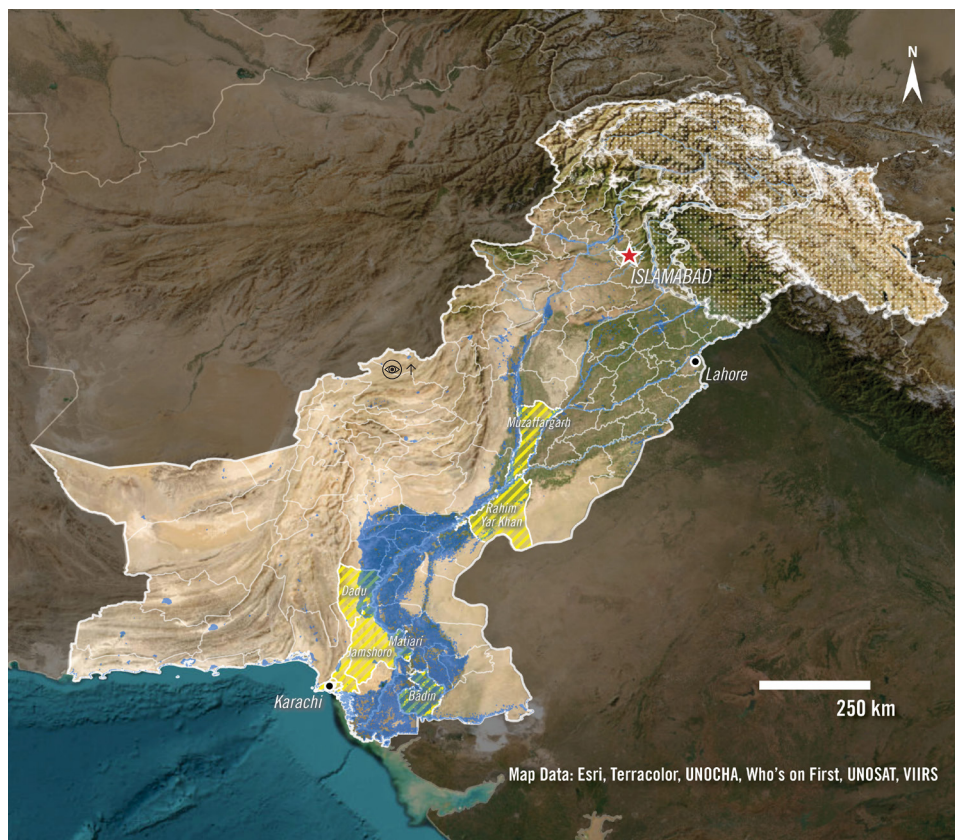 N
ISLAMABAD
Lahore
Muzaffargarh
Rahim
Yar Khan
Dadu
Matiari
Jamshoro
Badin
Karachi
250 km
Map Data: Esri, Terracolor, UNOCHA, Who's on First, UNOSAT, VIIRS